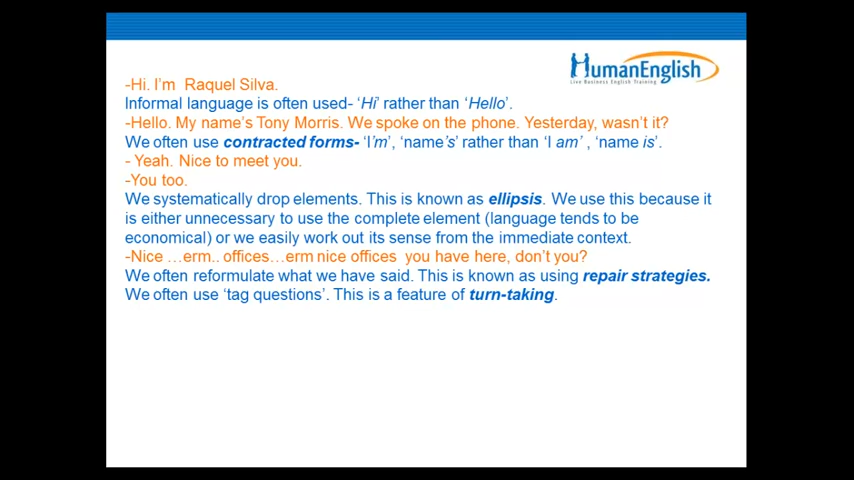 HumanEnglish
Live Business English Training
-Hi. I'm  Raquel Silva.
Informal language is often used- 'Hi' rather than 'Hello'.
-Hello. My name's Tony Morris. We spoke on the phone. Yesterday, wasn't it?
We often use contracted forms- 'I'm', 'name's' rather than 'I am' , 'name is'.
- Yeah. Nice to meet you.
-You too.
We systematically drop elements. This is known as ellipsis. We use this because it
is either unnecessary to use the complete element (language tends to be
economical) or we easily work out its sense from the immediate context.
-Nice …erm.. offices…erm nice offices  you have here, don't you?
We often reformulate what we have said. This is known as using repair strategies.
We often use 'tag questions'. This is a feature of turn-taking.